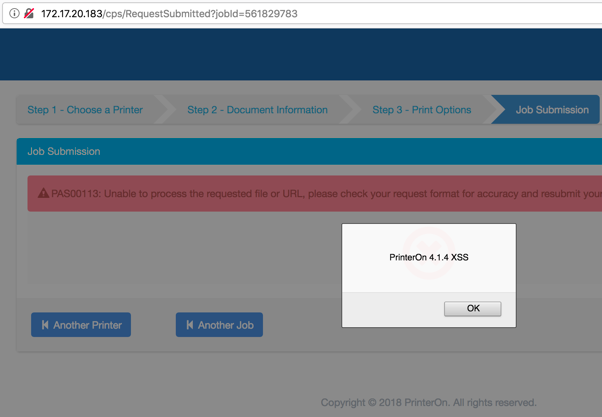 172.17.20.183/cps/RequestSubmitted?jobId=561829783
Step 1 - Choose a Printer
Step 2 - Document Information
Step 3 - Print Options
Job Submission
Job Submission
PAS00113: Unable to process the requested file or URL, please check your request format for accuracy and resubmit your
PrinterOn 4.1.4 XSS
OK
Another Printer
Another Job
Copyright © 2018 PrinterOn. All rights reserved.